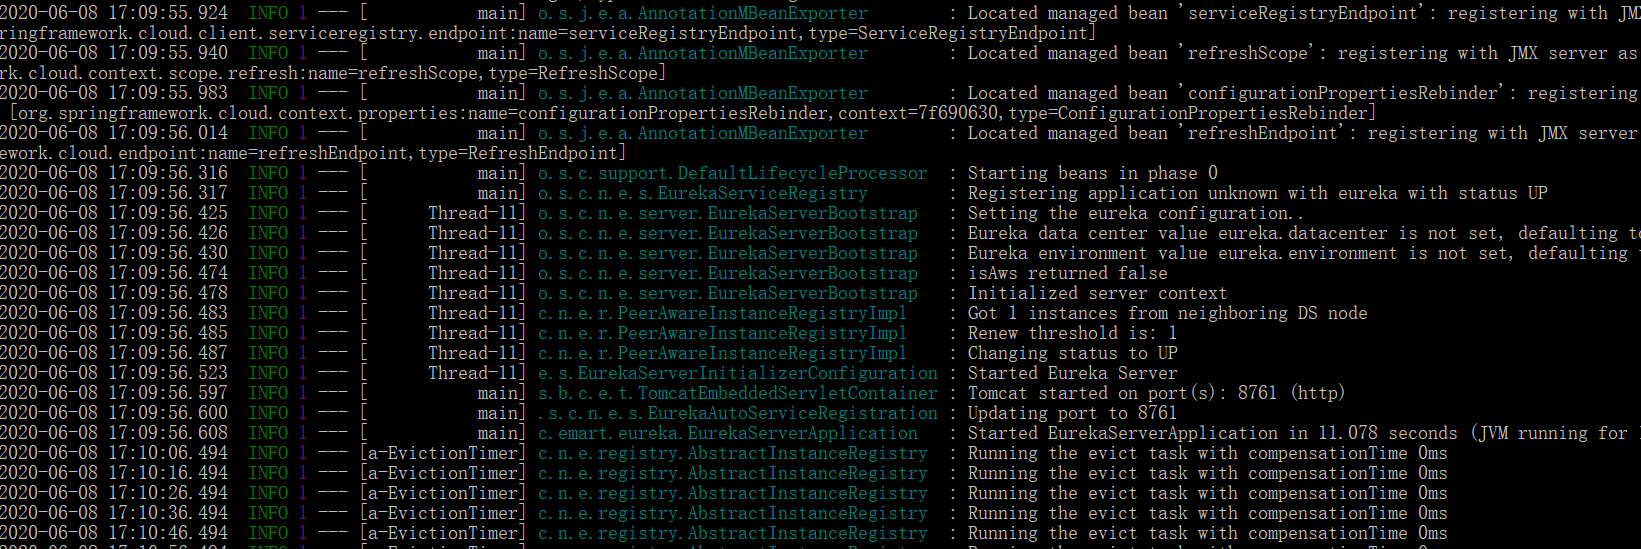 2020-06-08 17:09:55.924  INFO 1 --- [           main] o.s.j.e.a.AnnotationMBeanExporter        : Located managed bean 'serviceRegistryEndpoint': registering with JMX
ringframework.cloud.client.serviceregistry.endpoint:name=serviceRegistryEndpoint,type=ServiceRegistryEndpoint]
2020-06-08 17:09:55.940  INFO 1 --- [           main] o.s.j.e.a.AnnotationMBeanExporter        : Located managed bean 'refreshScope': registering with JMX server as
rk.cloud.context.scope.refresh:name=refreshScope,type=RefreshScope]
2020-06-08 17:09:55.983  INFO 1 --- [           main] o.s.j.e.a.AnnotationMBeanExporter        : Located managed bean 'configurationPropertiesRebinder': registering
[org.springframework.cloud.context.properties:name=configurationPropertiesRebinder,context=7f690630,type=ConfigurationPropertiesRebinder]
2020-06-08 17:09:56.014  INFO 1 --- [           main] o.s.j.e.a.AnnotationMBeanExporter        : Located managed bean 'refreshEndpoint': registering with JMX server
ework.cloud.endpoint:name=refreshEndpoint,type=RefreshEndpoint]
2020-06-08 17:09:56.316  INFO 1 --- [           main] o.s.c.support.DefaultLifecycleProcessor  : Starting beans in phase 0
2020-06-08 17:09:56.317  INFO 1 --- [           main] o.s.c.n.e.s.EurekaServiceRegistry        : Registering application unknown with eureka with status UP
2020-06-08 17:09:56.425  INFO 1 --- [      Thread-11] o.s.c.n.e.server.EurekaServerBootstrap   : Setting the eureka configuration..
2020-06-08 17:09:56.426  INFO 1 --- [      Thread-11] o.s.c.n.e.server.EurekaServerBootstrap   : Eureka data center value eureka.datacenter is not set, defaulting to
2020-06-08 17:09:56.430  INFO 1 --- [      Thread-11] o.s.c.n.e.server.EurekaServerBootstrap   : Eureka environment value eureka.environment is not set, defaulting
2020-06-08 17:09:56.474  INFO 1 --- [      Thread-11] o.s.c.n.e.server.EurekaServerBootstrap   : isAws returned false
2020-06-08 17:09:56.478  INFO 1 --- [      Thread-11] o.s.c.n.e.server.EurekaServerBootstrap   : Initialized server context
2020-06-08 17:09:56.483  INFO 1 --- [      Thread-11] c.n.e.r.PeerAwareInstanceRegistryImpl    : Got 1 instances from neighboring DS node
2020-06-08 17:09:56.485  INFO 1 --- [      Thread-11] c.n.e.r.PeerAwareInstanceRegistryImpl    : Renew threshold is: 1
2020-06-08 17:09:56.487  INFO 1 --- [      Thread-11] c.n.e.r.PeerAwareInstanceRegistryImpl    : Changing status to UP
2020-06-08 17:09:56.523  INFO 1 --- [      Thread-11] e.s.EurekaServerInitializerConfiguration : Started Eureka Server
2020-06-08 17:09:56.597  INFO 1 --- [           main] s.b.c.e.t.TomcatEmbeddedServletContainer : Tomcat started on port(s): 8761 (http)
2020-06-08 17:09:56.600  INFO 1 --- [           main] .s.c.n.e.s.EurekaAutoServiceRegistration : Updating port to 8761
2020-06-08 17:09:56.608  INFO 1 --- [           main] c.emart.eureka.EurekaServerApplication   : Started EurekaServerApplication in 11.078 seconds (JVM running for
2020-06-08 17:10:06.494  INFO 1 --- [a-EvictionTimer] c.n.e.registry.AbstractInstanceRegistry  : Running the evict task with compensationTime 0ms
2020-06-08 17:10:16.494  INFO 1 --- [a-EvictionTimer] c.n.e.registry.AbstractInstanceRegistry  : Running the evict task with compensationTime 0ms
2020-06-08 17:10:26.494  INFO 1 --- [a-EvictionTimer] c.n.e.registry.AbstractInstanceRegistry  : Running the evict task with compensationTime 0ms
2020-06-08 17:10:36.494  INFO 1 --- [a-EvictionTimer] c.n.e.registry.AbstractInstanceRegistry  : Running the evict task with compensationTime 0ms
2020-06-08 17:10:46.494  INFO 1 --- [a-EvictionTimer] c.n.e.registry.AbstractInstanceRegistry  : Running the evict task with compensationTime 0ms